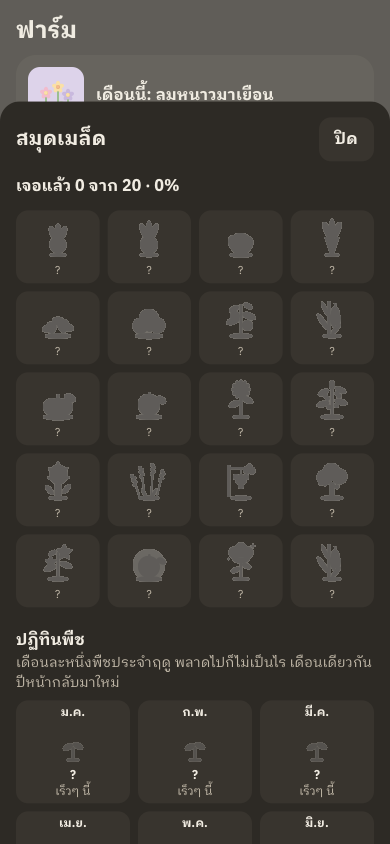 ฟาร์ม
เดือนนี้: ลมหนาวมาเยือน
สมุดเมล็ด
ปิด
เจอแล้ว 0 จาก 20 · 0%
? ? ? ?
? ? ? ?
? ? ? ?
? ? ? ?
? ? ? ?
ปฏิทินพืช
เดือนละหนึ่งพืชประจำฤดู พลาดไปก็ไม่เป็นไร เดือนเดียวกัน
ปีหน้ากลับมาใหม่
ม.ค. ก.พ. มี.ค.
? ? ?
เร็วๆ นี้ เร็วๆ นี้ เร็วๆ นี้
เม.ย. พ.ค. มิ.ย.